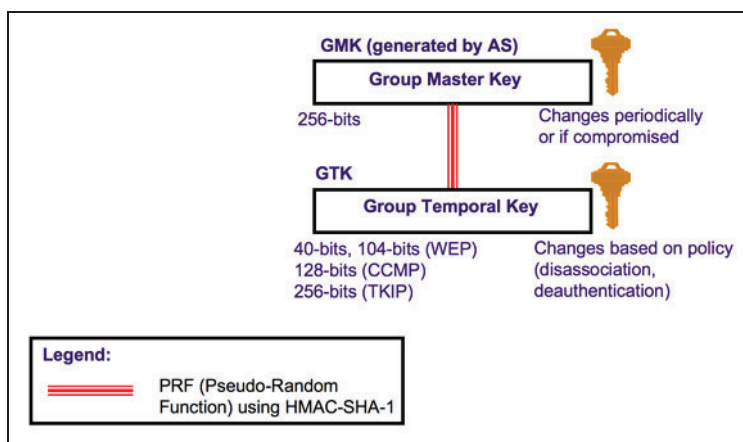 GMK (generated by AS)
Group Master Key
256-bits
Changes periodically
or if compromised
GTK
Group Temporal Key
40-bits, 104-bits (WEP)
128-bits (CCMP)
256-bits (TKIP)
Changes based on policy
(disassociation,
deauthentication)
Legend:
PRF (Pseudo-Random
Function) using HMAC-SHA-1